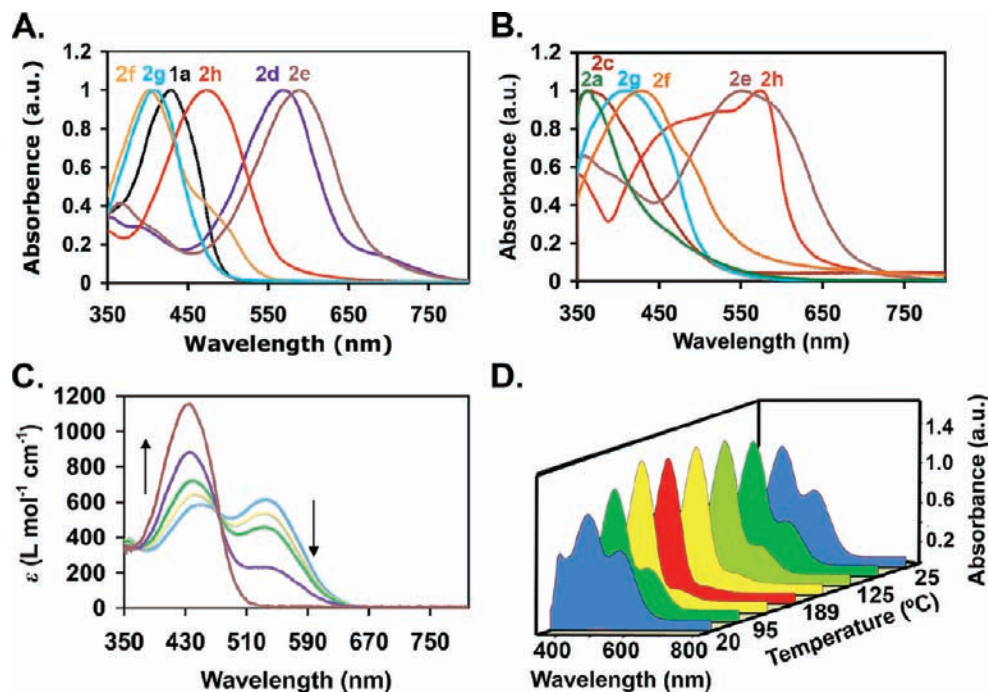 A.
Absorbence (a.u.)
1.2
1
0.8
0.6
0.4
0.2
0
2f 2g 1a 2h 2d 2e
350 450 550 650 750
Wavelength (nm)
B.
Absorbance (a.u.)
1.2
1
0.8
0.6
0.4
0.2
0
2c
2a 2g 2f 2e 2h
350 450 550 650 750
Wavelength (nm)
C.
ε (L mol⁻¹ cm⁻¹)
1200
1000
800
600
400
200
0
350 430 510 590 670 750
Wavelength (nm)
D.
Absorbance (a.u.)
1.4
1.0
0.6
0.2
25
125
189
95
20
Temperature (ºC)
400 600 800
Wavelength (nm)